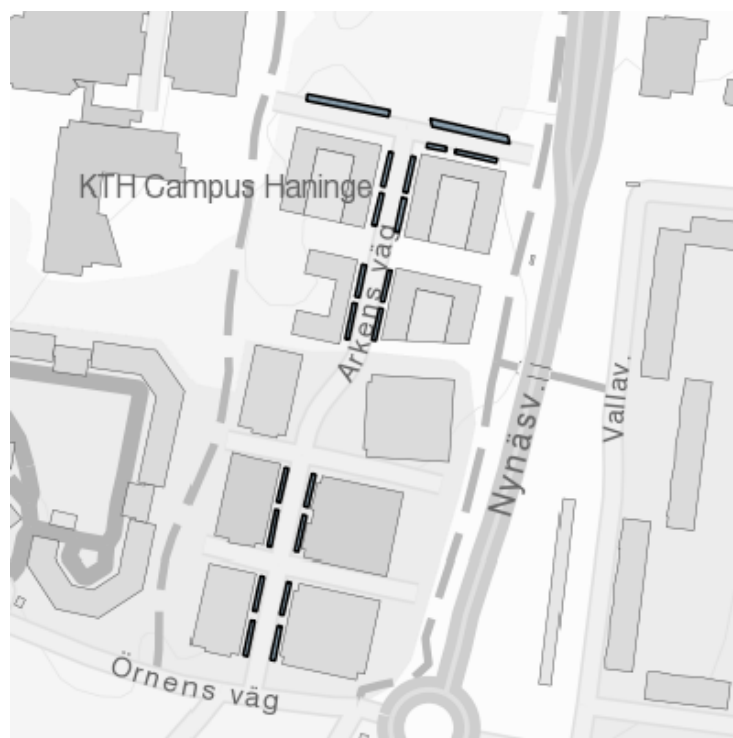 KTH Campus Haninge
Arkens väg
Nynäsv.
Vallav.
Örnens väg